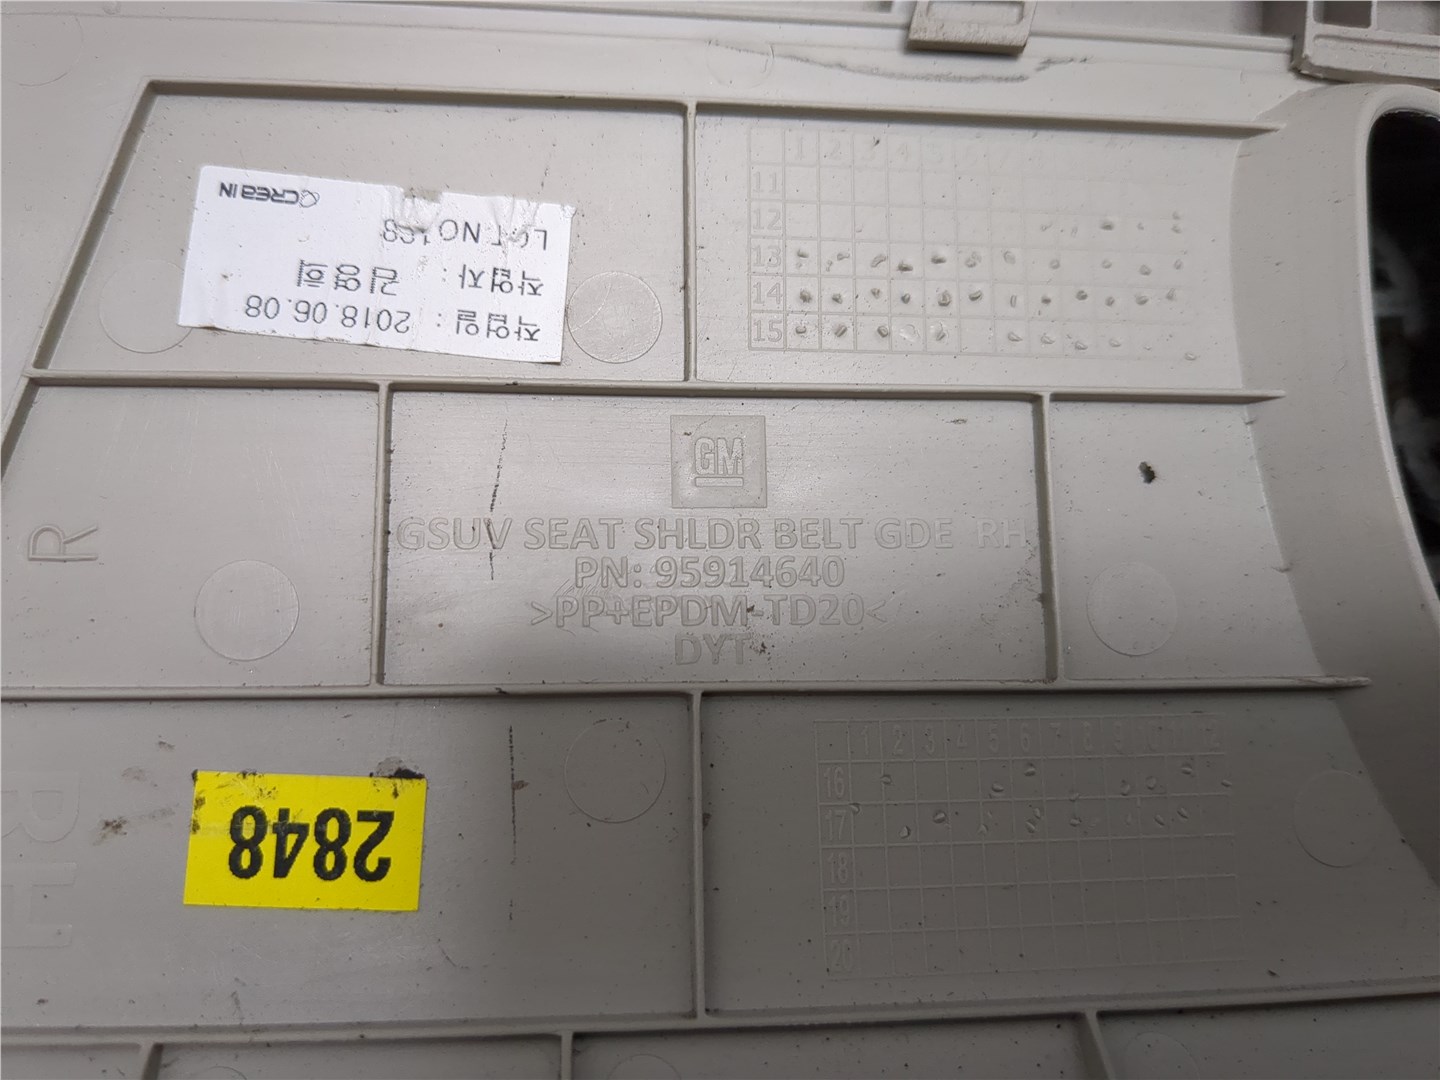 CREaIN
LOT NO
작업자 : 김영희
작업일 : 2018.06.08
1 2 3 4 5 6 7
11
12
13
14
15
R
GM
GSUV SEAT SHLDR BELT GDE RH
PN: 95914640
>PP+EPDM-TD20<
DYT
RH
2848
1 2 3 4 5 6 7 8 9 10 11 12
16
17
18
19
20